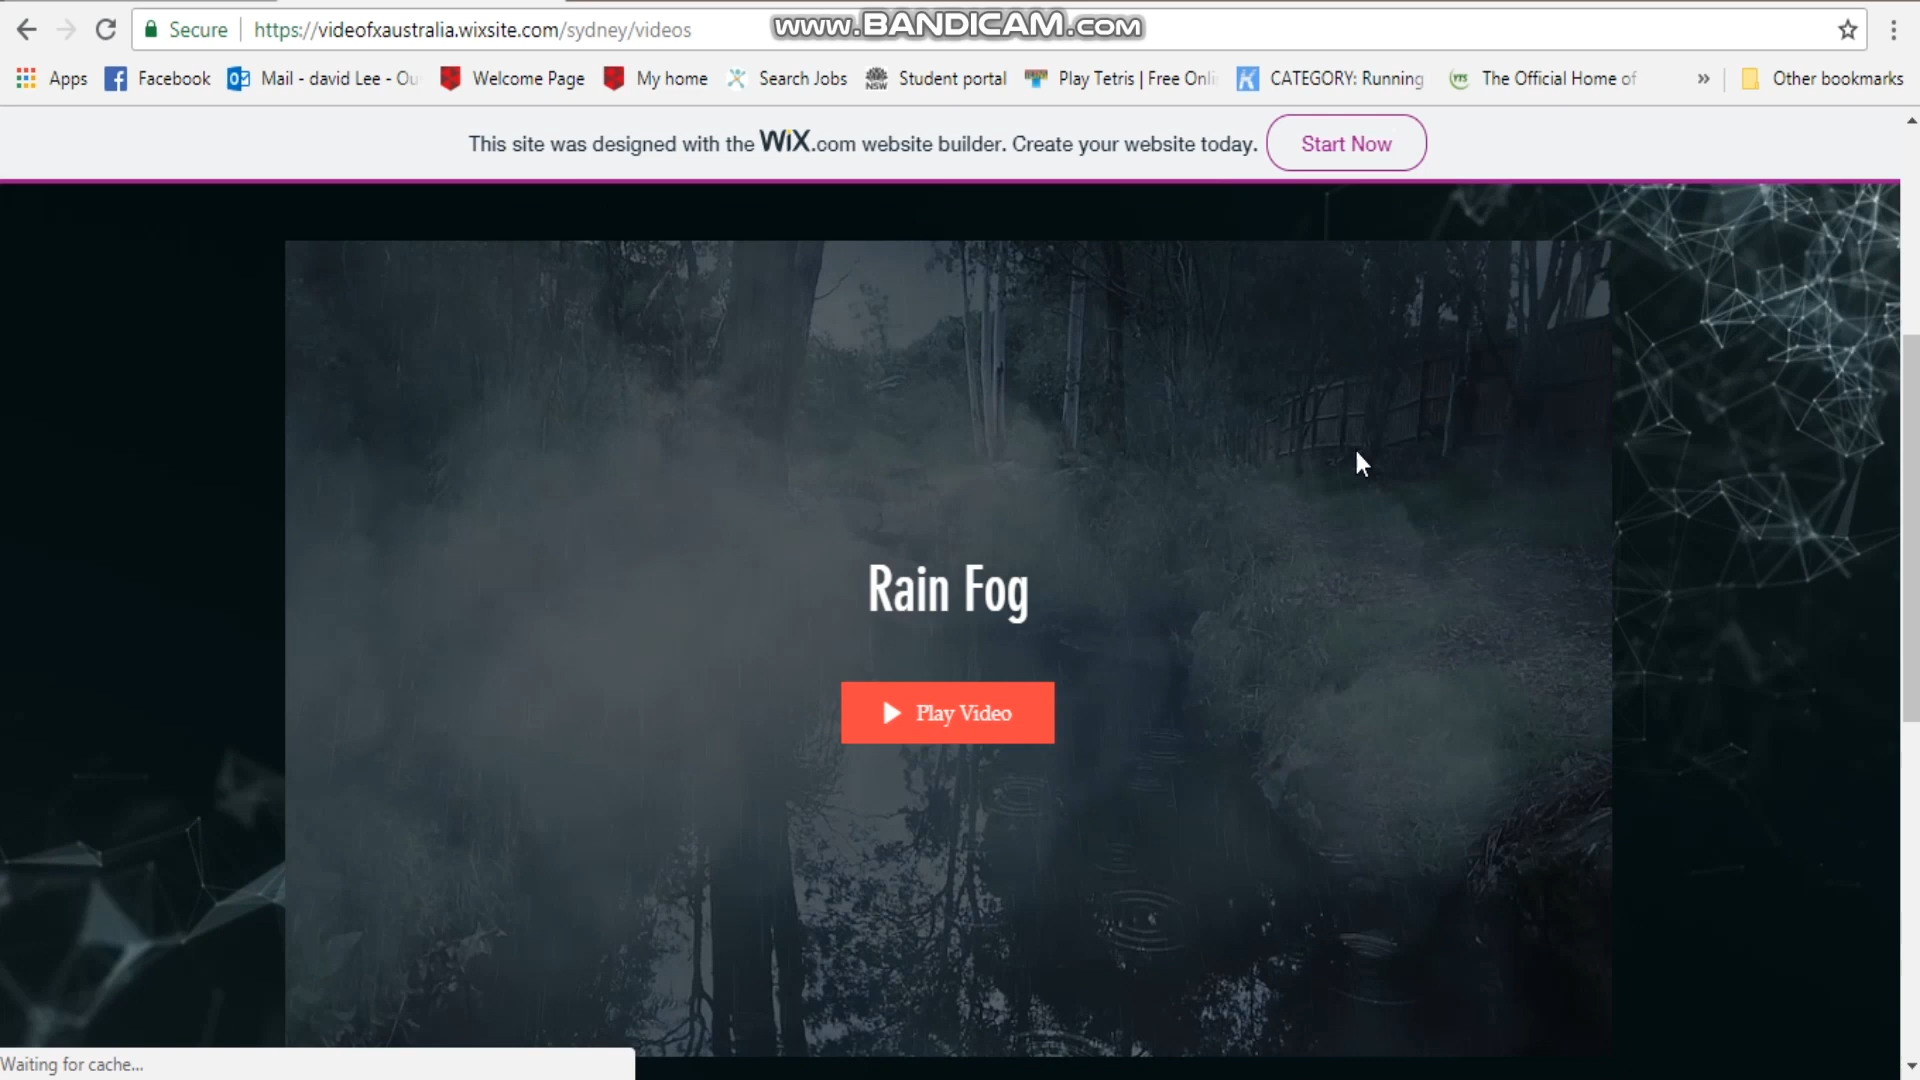 Secure https://videofxaustralia.wixsite.com/sydney/videos
www.BANDICAM.com
Apps Facebook Mail - david Lee - Ou Welcome Page My home Search Jobs Student portal Play Tetris | Free Onli CATEGORY: Running The Official Home of » Other bookmarks
This site was designed with the WiX.com website builder. Create your website today. Start Now
Rain Fog
Play Video
Waiting for cache...